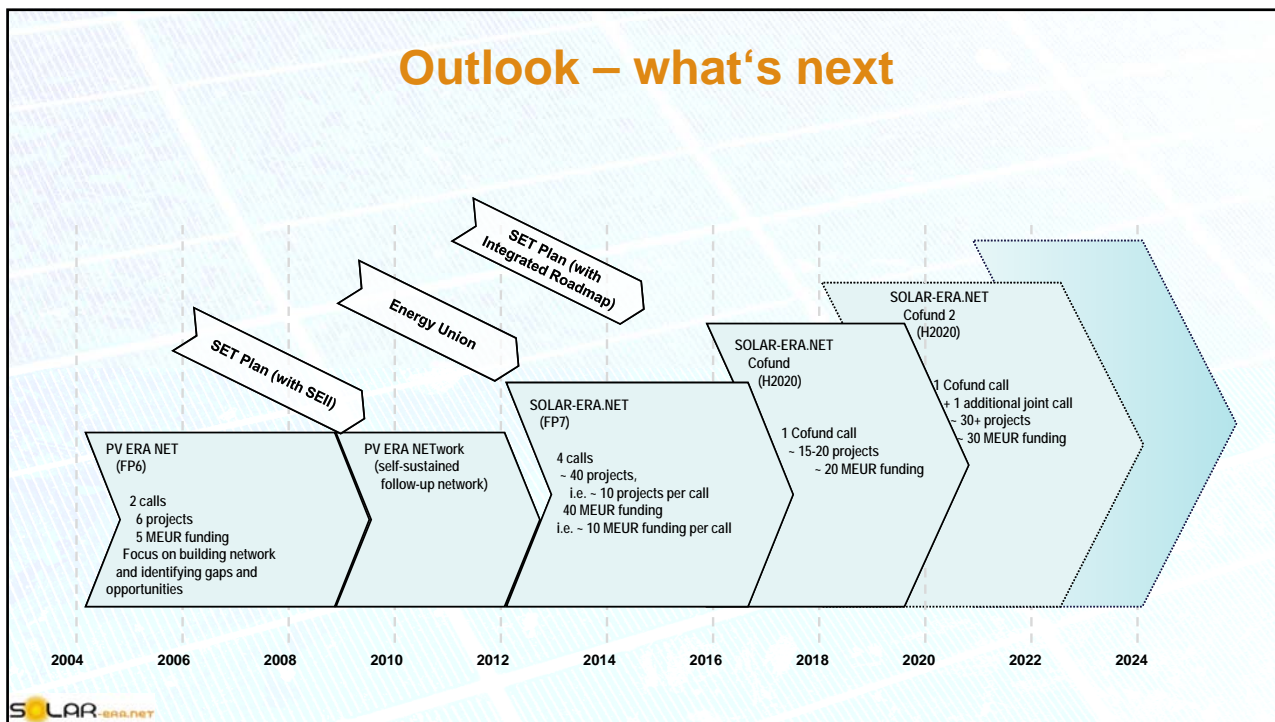 Outlook – what‘s next
SET Plan (with
Integrated Roadmap)
Energy Union
SET Plan (with SEII)
PV ERA NET
(FP6)
2 calls
6 projects
5 MEUR funding
Focus on building network
and identifying gaps and
opportunities
PV ERA NETwork
(self-sustained
follow-up network)
SOLAR-ERA.NET
(FP7)
4 calls
~ 40 projects,
i.e. ~ 10 projects per call
40 MEUR funding
i.e. ~ 10 MEUR funding per call
SOLAR-ERA.NET
Cofund
(H2020)
1 Cofund call
~ 15-20 projects
~ 20 MEUR funding
SOLAR-ERA.NET
Cofund 2
(H2020)
1 Cofund call
+ 1 additional joint call
~ 30+ projects
~ 30 MEUR funding
2004 2006 2008 2010 2012 2014 2016 2018 2020 2022 2024
SOLAR-ERA.NET